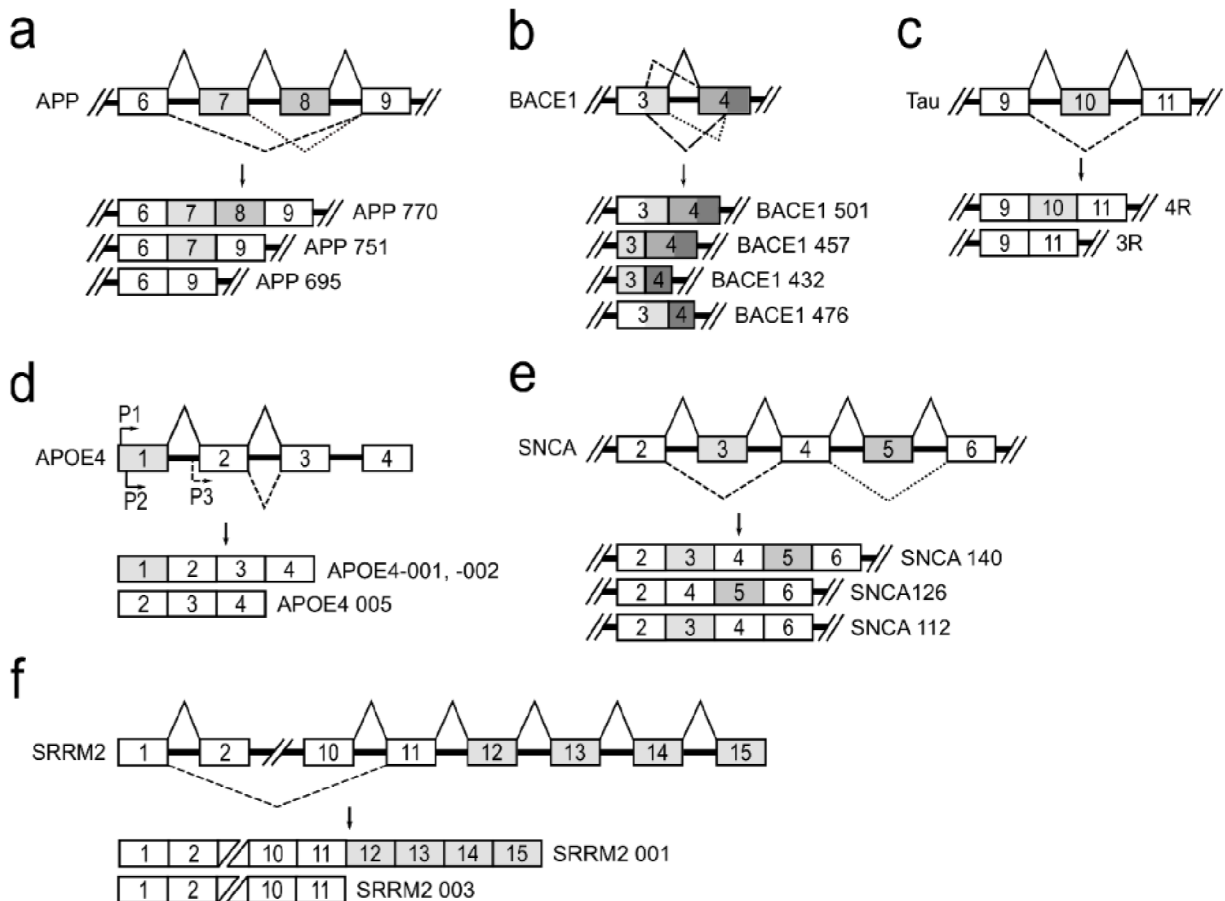 a
APP
6 7 8 9
6 7 8 9 APP 770
6 7 9 APP 751
6 9 APP 695
b
BACE1
3 4
3 4 BACE1 501
3 4 BACE1 457
3 4 BACE1 432
3 4 BACE1 476
c
Tau
9 10 11
9 10 11 4R
9 11 3R
d
P1
APOE4
1 2 3 4
P2 P3
1 2 3 4 APOE4-001, -002
2 3 4 APOE4 005
e
SNCA
2 3 4 5 6
2 3 4 5 6 SNCA 140
2 4 5 6 SNCA126
2 3 4 6 SNCA 112
f
SRRM2
1 2 10 11 12 13 14 15
1 2 10 11 12 13 14 15 SRRM2 001
1 2 10 11 SRRM2 003